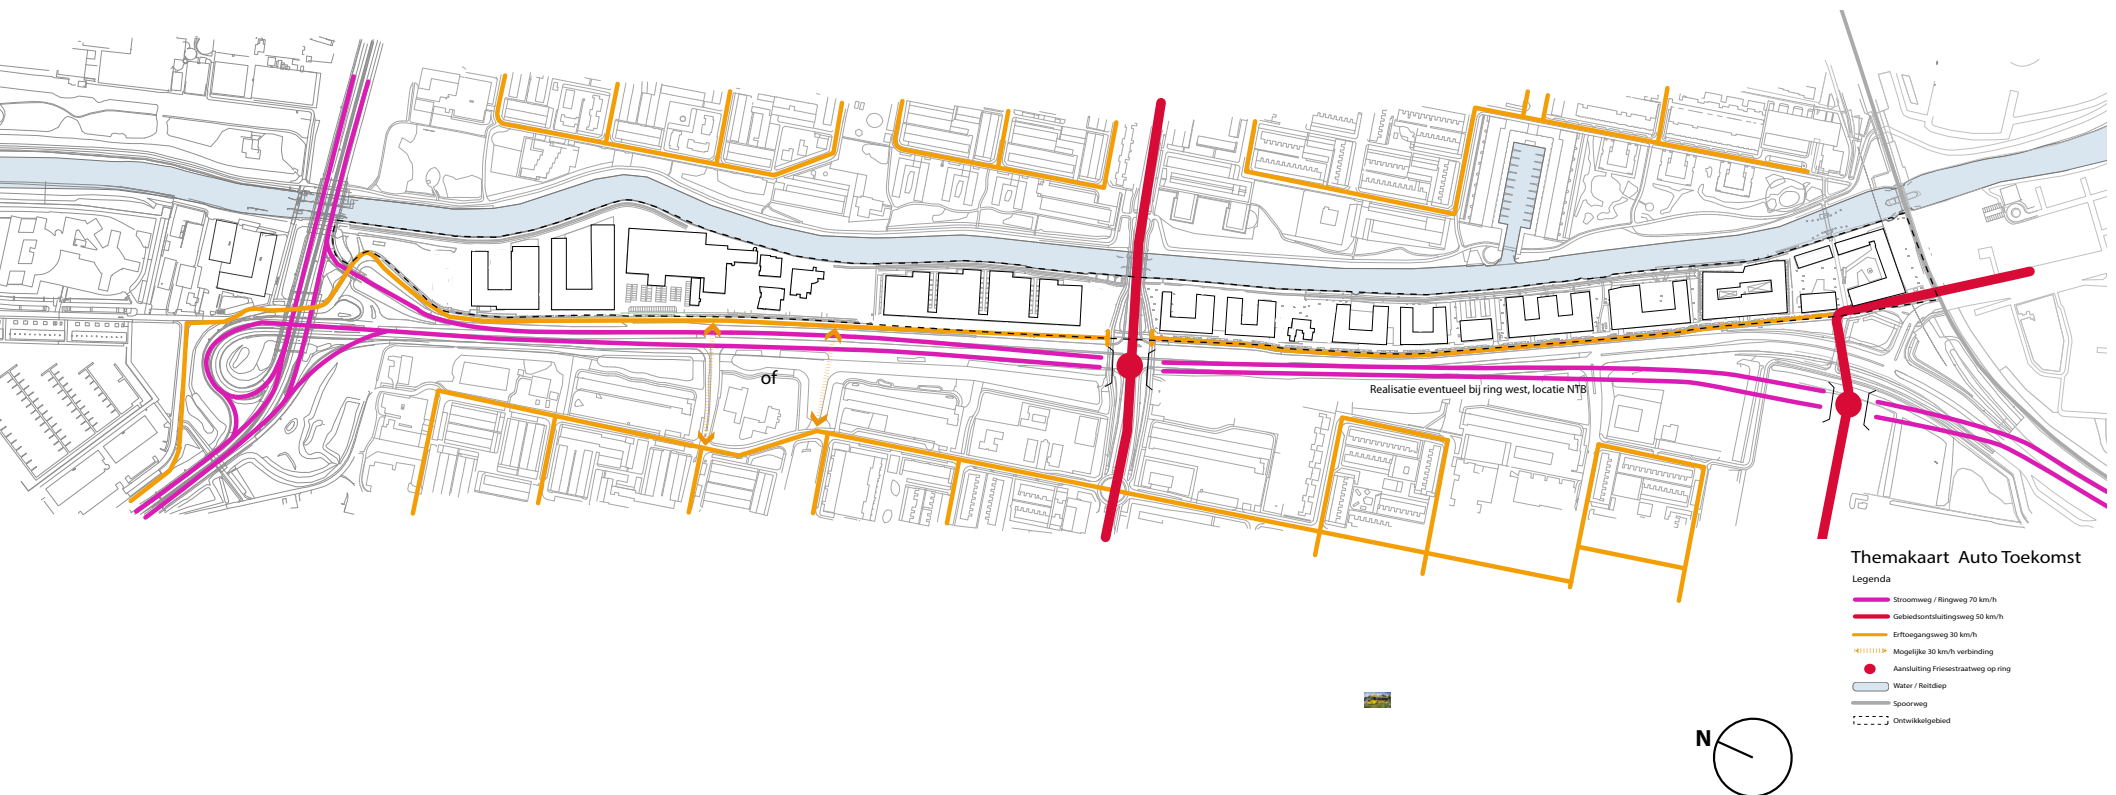 of
Realisatie eventueel bij ring west, locatie NTB
Themakaart Auto Toekomst
Legenda
Stroomweg / Ringweg 70 km/h
Gebiedsontsluitingsweg 50 km/h
Erftoegangsweg 30 km/h
Mogelijke 30 km/h verbinding
Aansluiting Friesestraatweg op ring
Water / Reitdiep
Spoorweg
Ontwikkelgebied
N